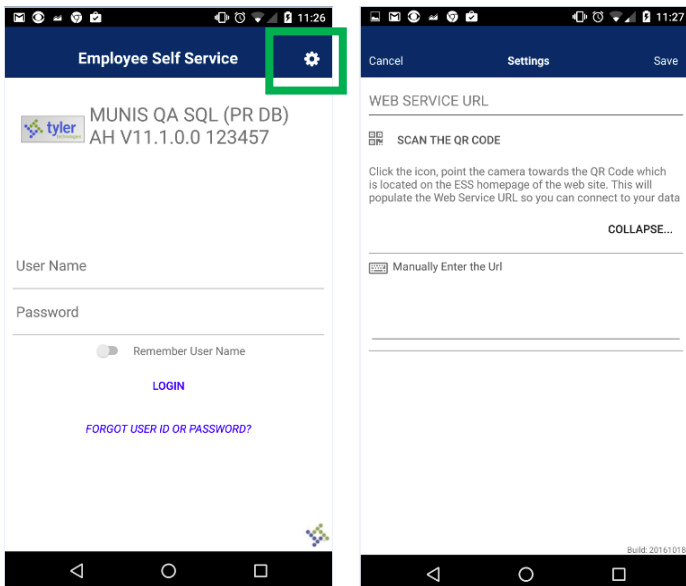 11:26
Employee Self Service
tyler
MUNIS QA SQL (PR DB)
AH V11.1.0.0 123457
User Name
Password
Remember User Name
LOGIN
FORGOT USER ID OR PASSWORD?
11:27
Cancel Settings Save
WEB SERVICE URL
SCAN THE QR CODE
Click the icon, point the camera towards the QR Code which
is located on the ESS homepage of the web site. This will
populate the Web Service URL so you can connect to your data
COLLAPSE...
Manually Enter the Url
Build: 20161018